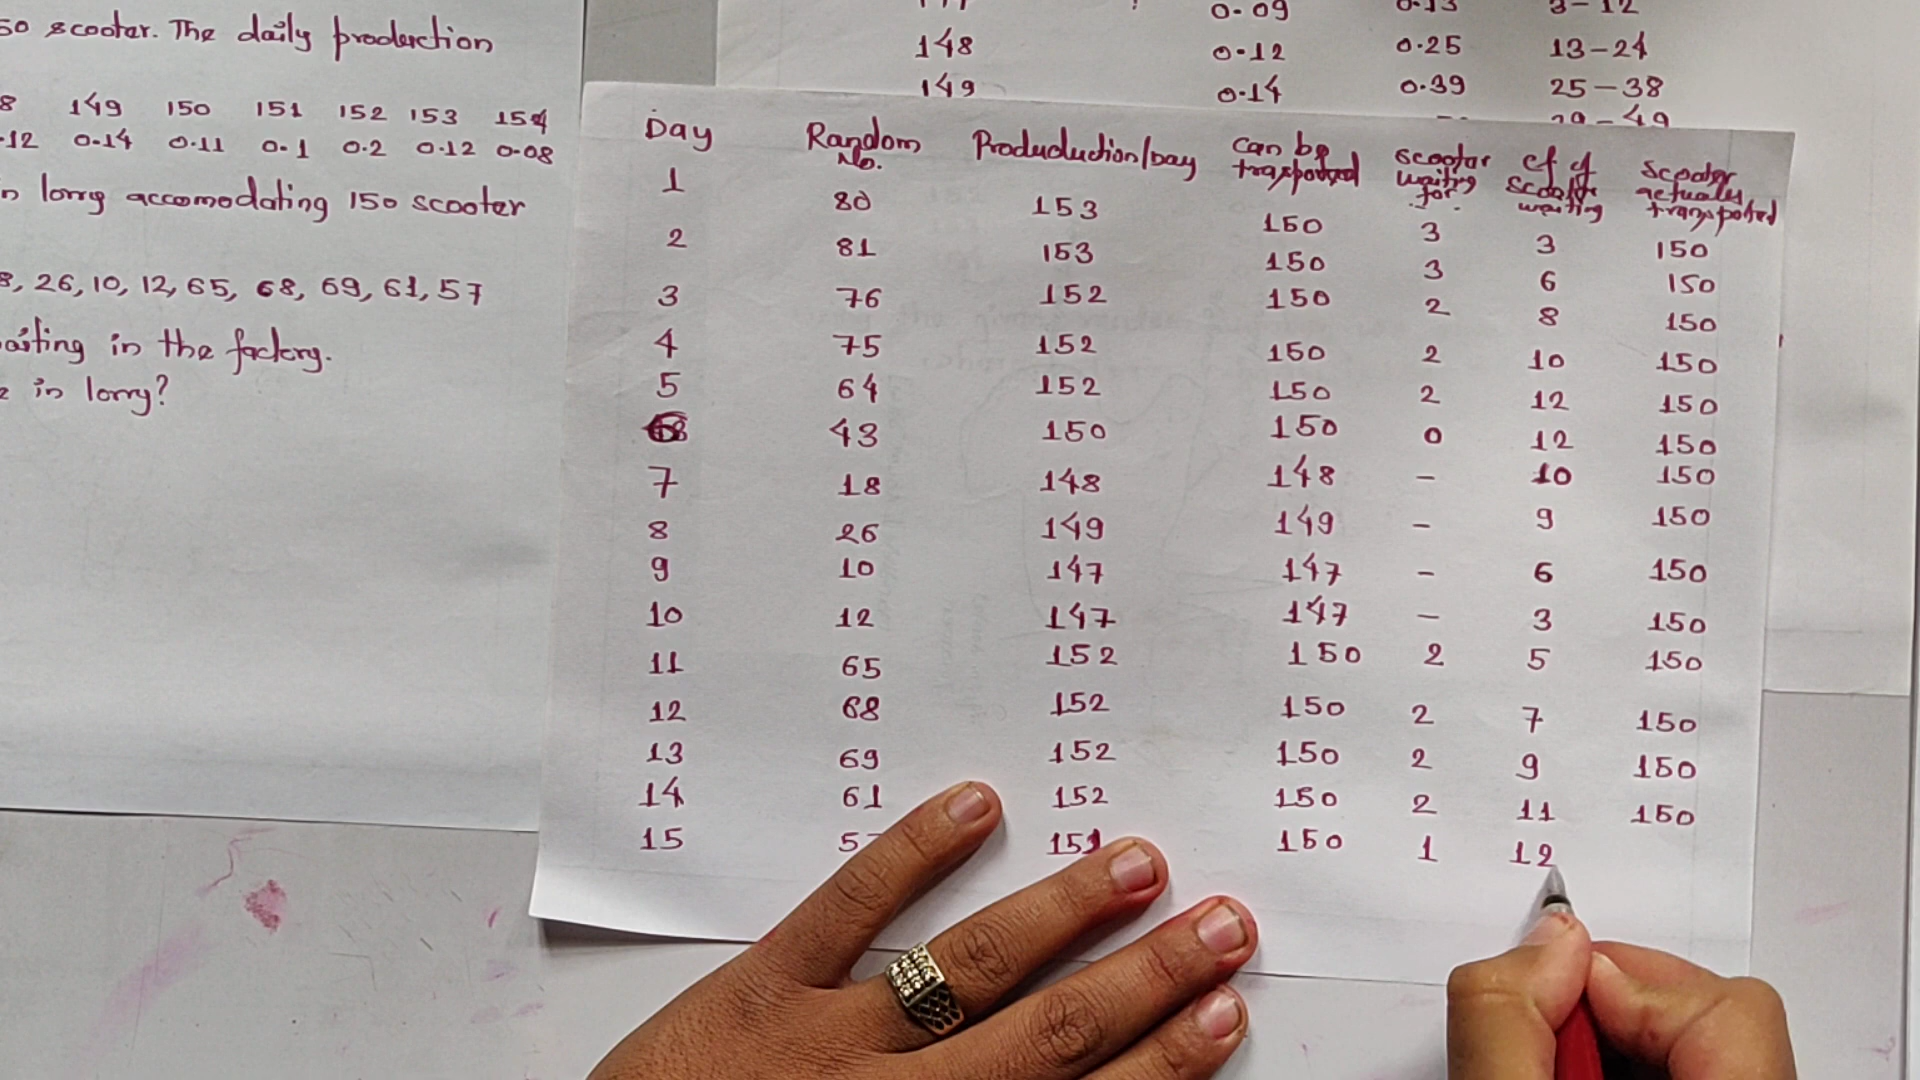 50 scooter. The daily production
8 149 150 151 152 153 154
.12 0.14 0.11 0.1 0.2 0.12 0.08
n lorry accomodating 150 scooter
8, 26, 10, 12, 65, 68, 69, 61, 57
aiting in the factory.
in lorry?
0.09 0.13 3-12
148 0.12 0.25 13-24
149 0.14 0.39 25-38
Day Random No. Produduction/Day can be scooter waiting for cf of scooter waiting scooter actually
1 80 153 150 3 3 150
2 81 153 150 3 6 150
3 76 152 150 2 8 150
4 75 152 150 2 10 150
5 64 152 150 2 12 150
43 150 150 0 12 150
7 18 148 148 - 10 150
8 26 149 149 - 9 150
9 10 147 147 - 6 150
10 12 147 147 - 3 150
11 65 152 150 2 5 150
12 68 152 150 2 7 150
13 69 152 150 2 9 150
14 61 152 150 2 11 150
15 151 150 1 12